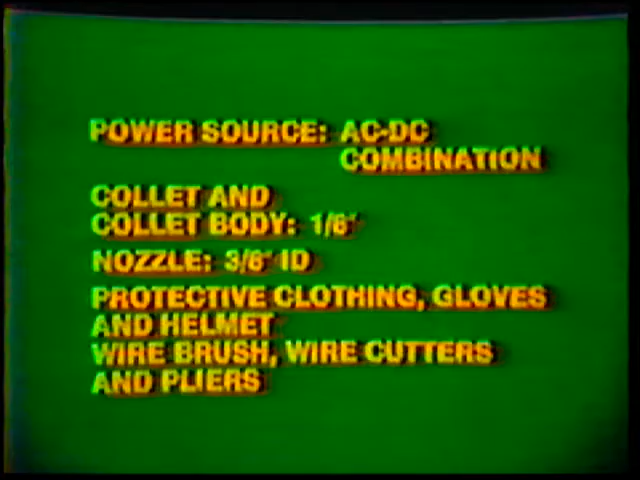 POWER SOURCE: AC-DC
COMBINATION
COLLET AND
COLLET BODY: 1/8"
NOZZLE: 3/8" ID
PROTECTIVE CLOTHING, GLOVES
AND HELMET
WIRE BRUSH, WIRE CUTTERS
AND PLIERS